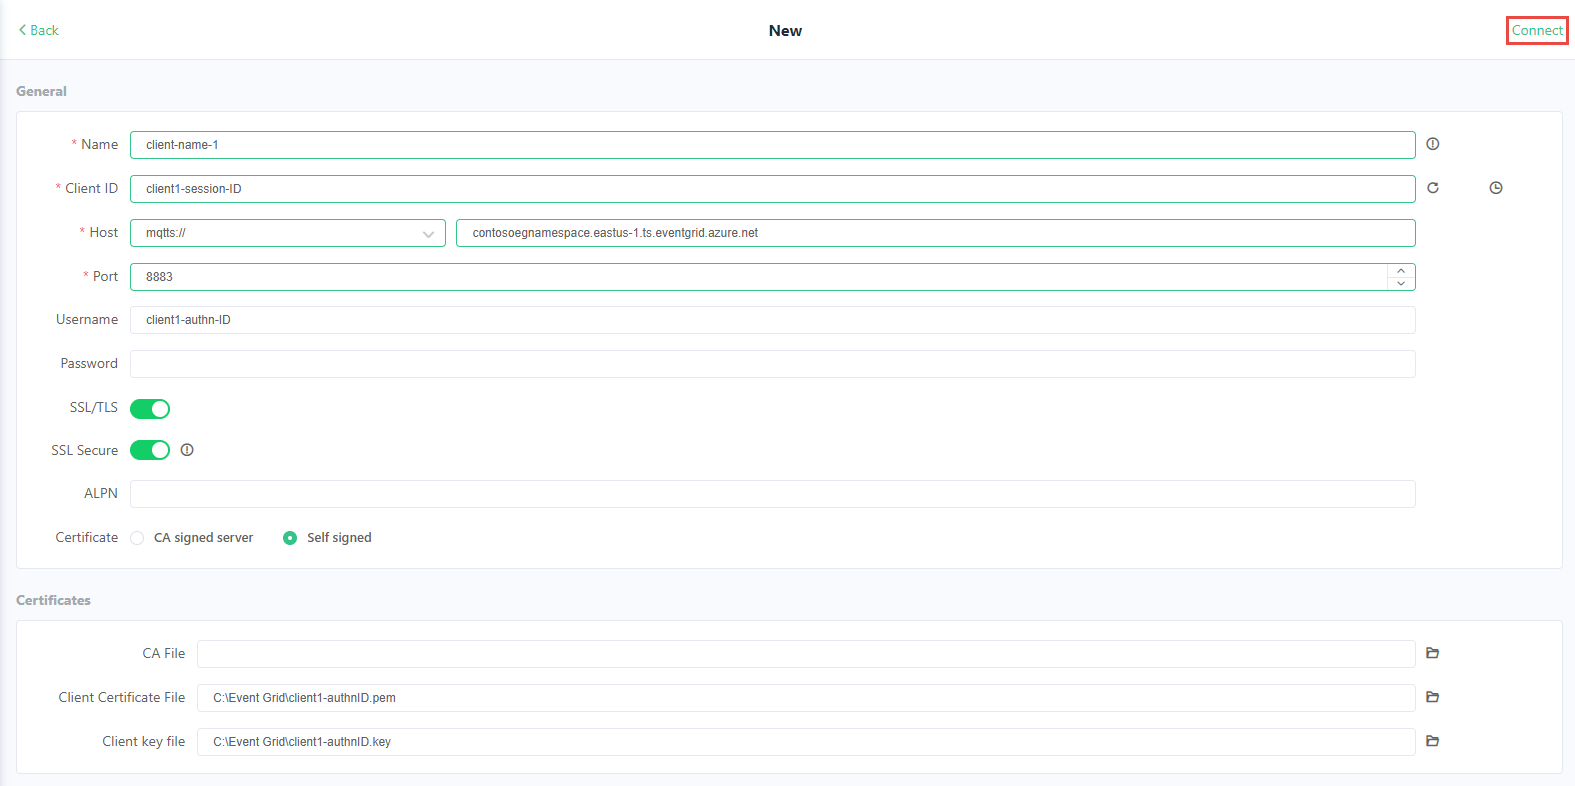 Back New Connect
General
* Name client-name-1
* Client ID client1-session-ID
* Host mqtts:// contosoegnamespace.eastus-1.ts.eventgrid.azure.net
* Port 8883
Username client1-authn-ID
Password
SSL/TLS
SSL Secure
ALPN
Certificate CA signed server Self signed
Certificates
CA File
Client Certificate File C:\Event Grid\client1-authnID.pem
Client key file C:\Event Grid\client1-authnID.key